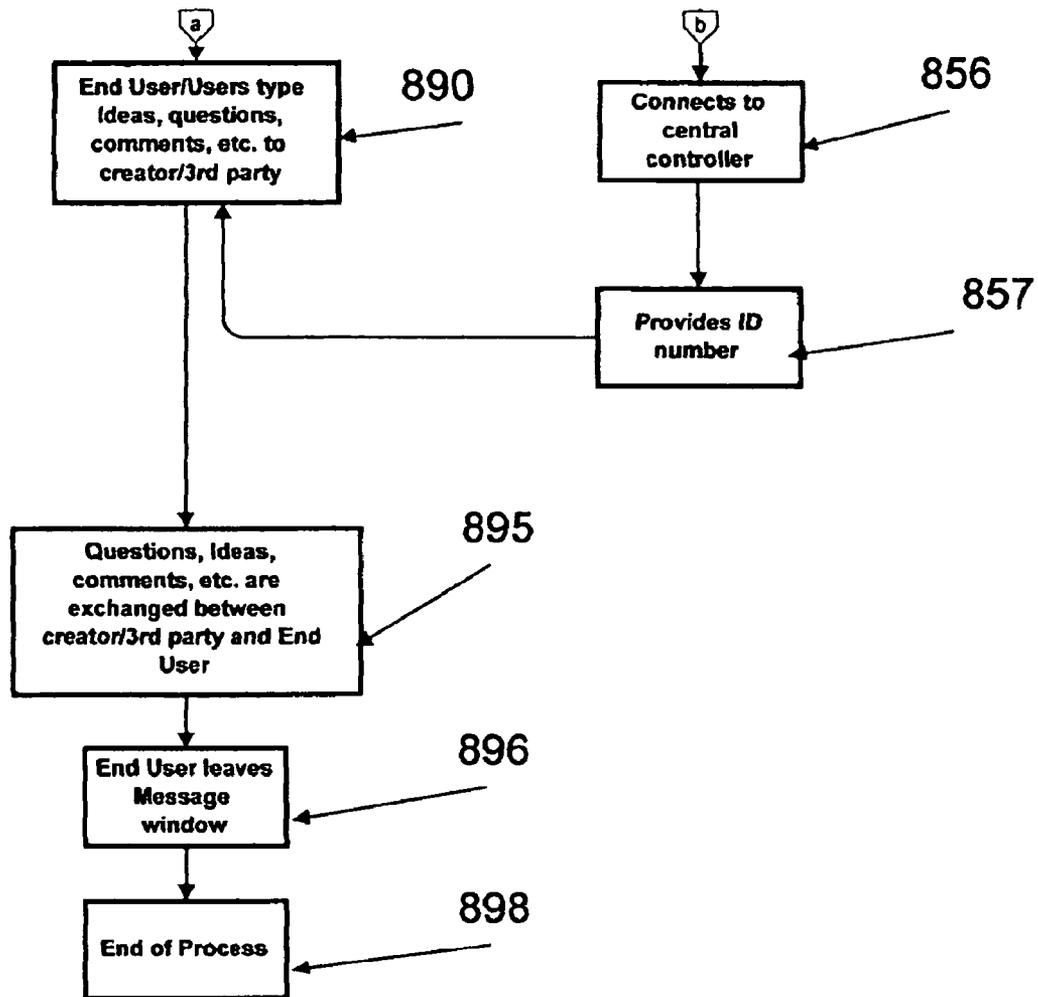 a
End User/Users type
Ideas, questions,
comments, etc. to
creator/3rd party
890
b
Connects to
central
controller
856
Provides ID
number
857
Questions, Ideas,
comments, etc. are
exchanged between
creator/3rd party and End
User
895
End User leaves
Message
window
896
End of Process
898